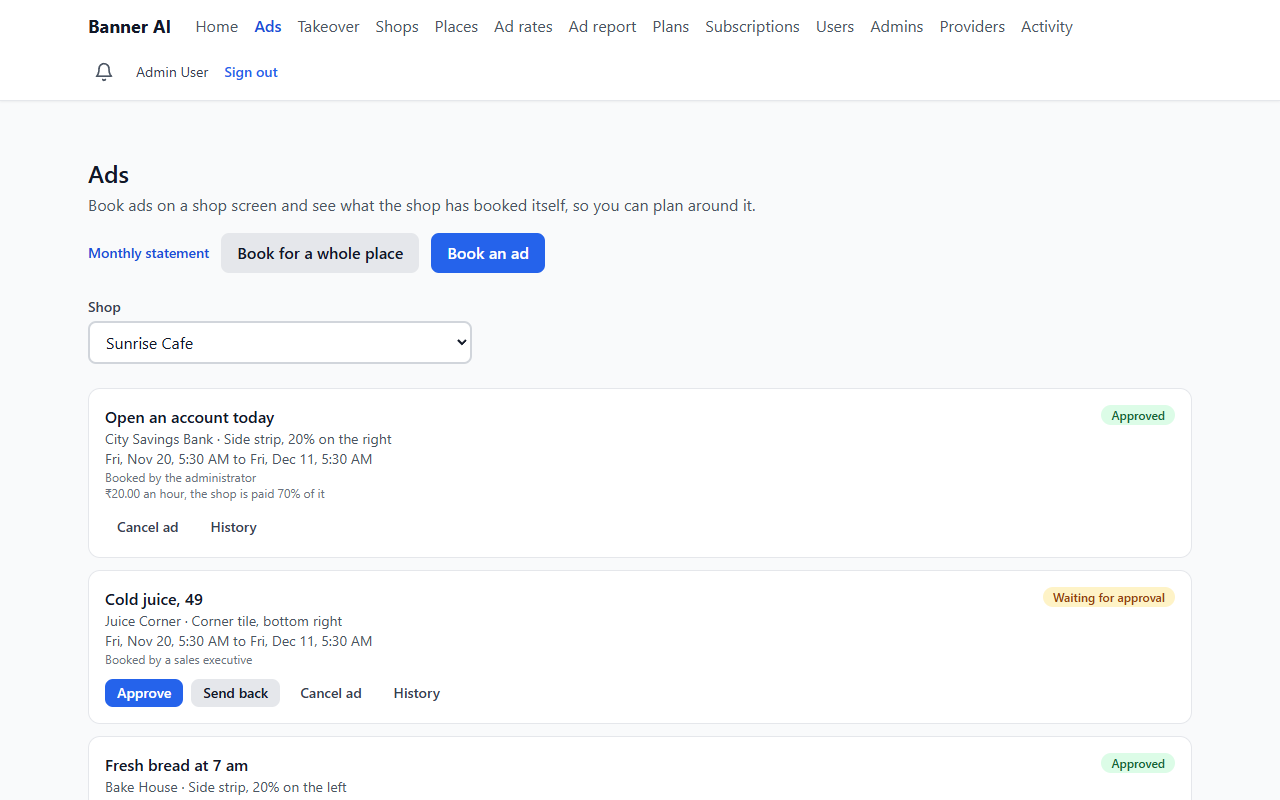 Banner AI Home Ads Takeover Shops Places Ad rates Ad report Plans Subscriptions Users Admins Providers Activity
Admin User Sign out
Ads
Book ads on a shop screen and see what the shop has booked itself, so you can plan around it.
Monthly statement Book for a whole place Book an ad
Shop
Sunrise Cafe
Open an account today Approved
City Savings Bank · Side strip, 20% on the right
Fri, Nov 20, 5:30 AM to Fri, Dec 11, 5:30 AM
Booked by the administrator
₹20.00 an hour, the shop is paid 70% of it
Cancel ad History
Cold juice, 49 Waiting for approval
Juice Corner · Corner tile, bottom right
Fri, Nov 20, 5:30 AM to Fri, Dec 11, 5:30 AM
Booked by a sales executive
Approve Send back Cancel ad History
Fresh bread at 7 am Approved
Bake House · Side strip, 20% on the left